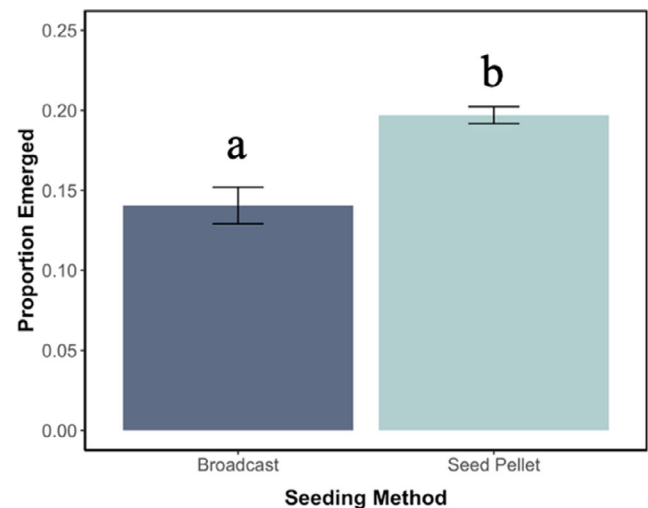 Proportion Emerged
0.25
0.20
0.15
0.10
0.05
0.00
a
b
Broadcast
Seed Pellet
Seeding Method